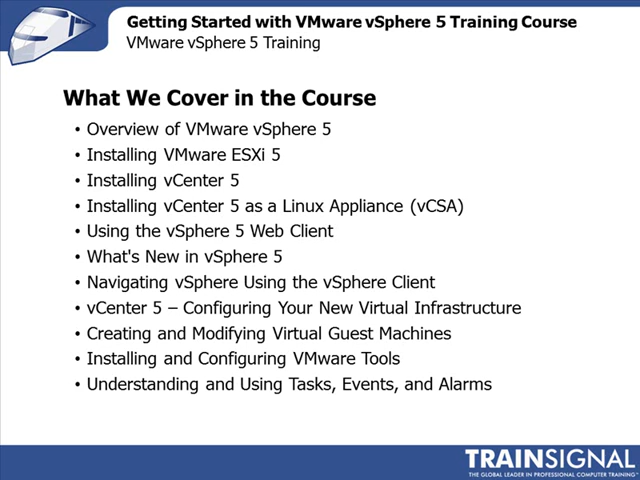 Getting Started with VMware vSphere 5 Training Course
VMware vSphere 5 Training
What We Cover in the Course
• Overview of VMware vSphere 5
• Installing VMware ESXi 5
• Installing vCenter 5
• Installing vCenter 5 as a Linux Appliance (vCSA)
• Using the vSphere 5 Web Client
• What's New in vSphere 5
• Navigating vSphere Using the vSphere Client
• vCenter 5 – Configuring Your New Virtual Infrastructure
• Creating and Modifying Virtual Guest Machines
• Installing and Configuring VMware Tools
• Understanding and Using Tasks, Events, and Alarms
TRAINSIGNAL
THE GLOBAL LEADER IN PROFESSIONAL COMPUTER TRAINING™